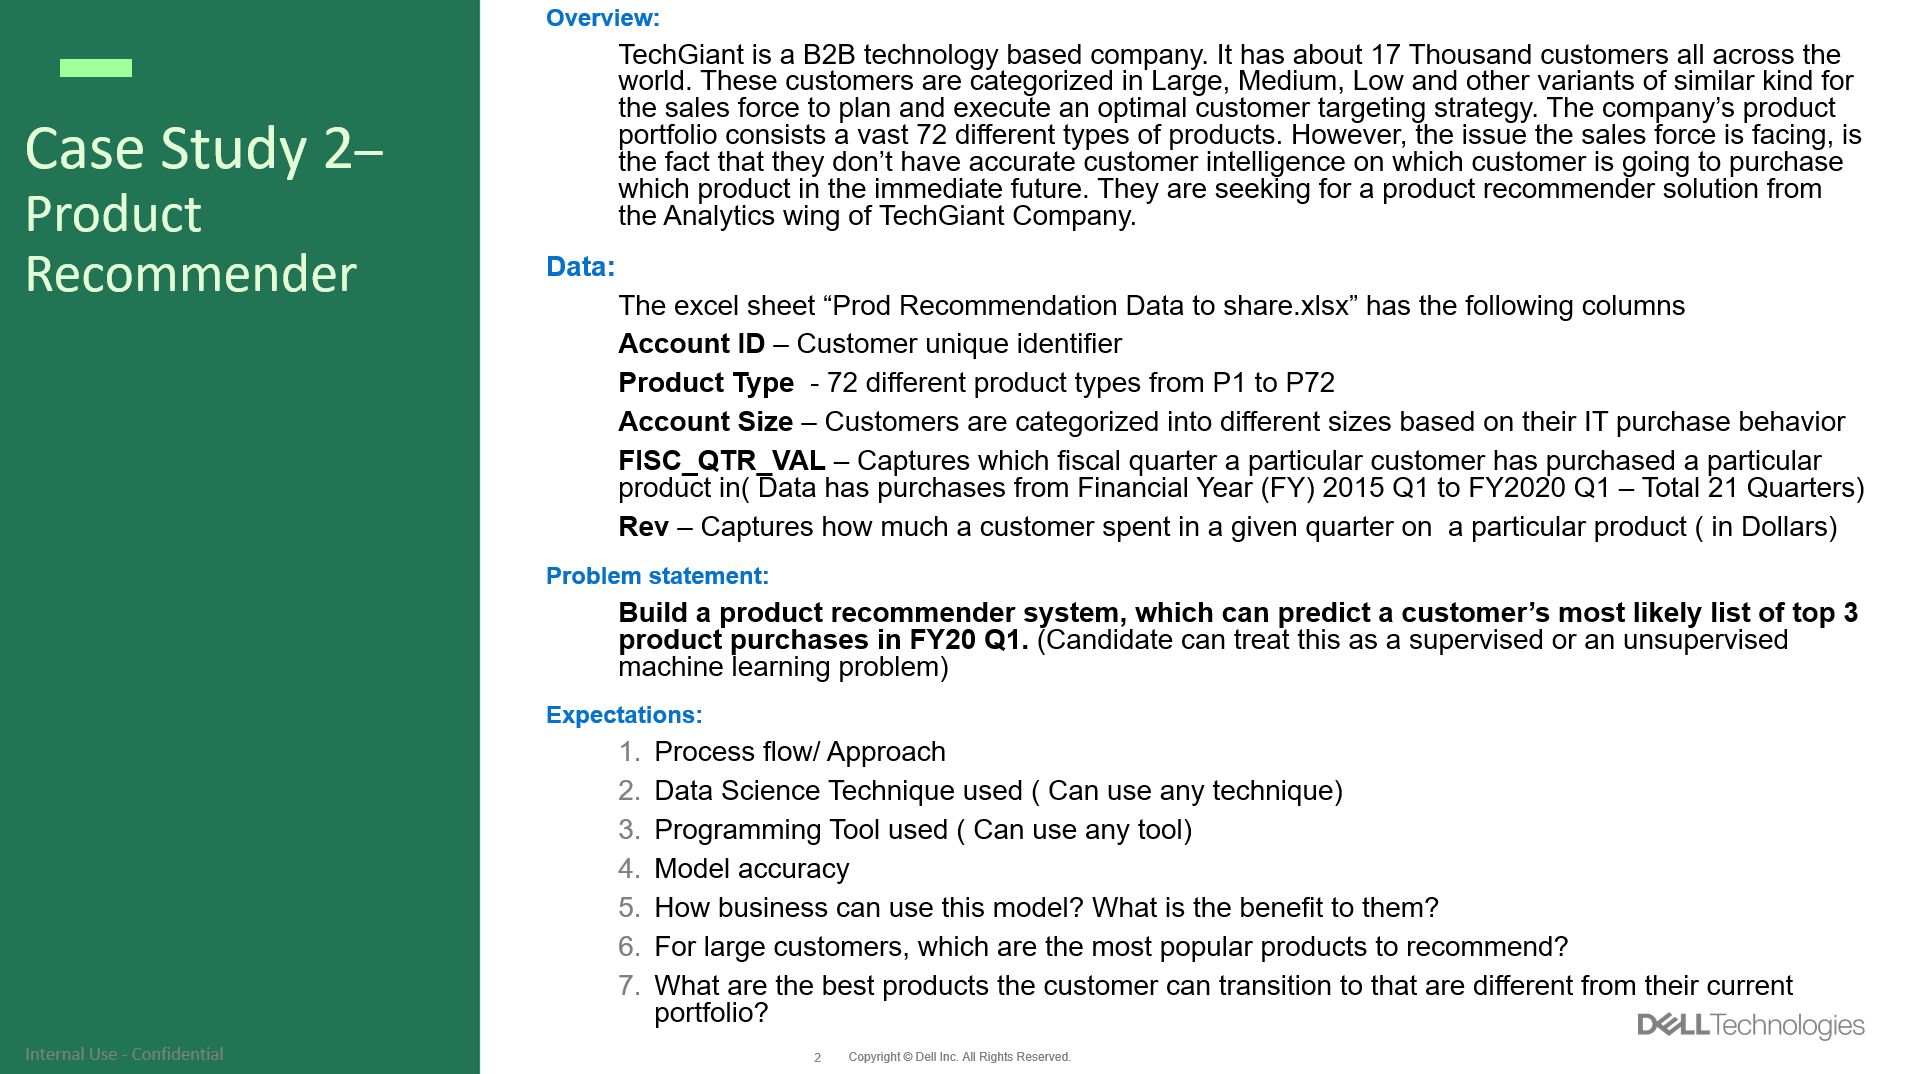 Case Study 2–
Product
Recommender
Overview:
TechGiant is a B2B technology based company. It has about 17 Thousand customers all across the
world. These customers are categorized in Large, Medium, Low and other variants of similar kind for
the sales force to plan and execute an optimal customer targeting strategy. The company’s product
portfolio consists a vast 72 different types of products. However, the issue the sales force is facing, is
the fact that they don’t have accurate customer intelligence on which customer is going to purchase
which product in the immediate future. They are seeking for a product recommender solution from
the Analytics wing of TechGiant Company.
Data:
The excel sheet “Prod Recommendation Data to share.xlsx” has the following columns
Account ID – Customer unique identifier
Product Type - 72 different product types from P1 to P72
Account Size – Customers are categorized into different sizes based on their IT purchase behavior
FISC_QTR_VAL – Captures which fiscal quarter a particular customer has purchased a particular
product in( Data has purchases from Financial Year (FY) 2015 Q1 to FY2020 Q1 – Total 21 Quarters)
Rev – Captures how much a customer spent in a given quarter on a particular product ( in Dollars)
Problem statement:
Build a product recommender system, which can predict a customer’s most likely list of top 3
product purchases in FY20 Q1. (Candidate can treat this as a supervised or an unsupervised
machine learning problem)
Expectations:
1. Process flow/ Approach
2. Data Science Technique used ( Can use any technique)
3. Programming Tool used ( Can use any tool)
4. Model accuracy
5. How business can use this model? What is the benefit to them?
6. For large customers, which are the most popular products to recommend?
7. What are the best products the customer can transition to that are different from their current
portfolio?
DELLTechnologies
Internal Use - Confidential
2 Copyright © Dell Inc. All Rights Reserved.